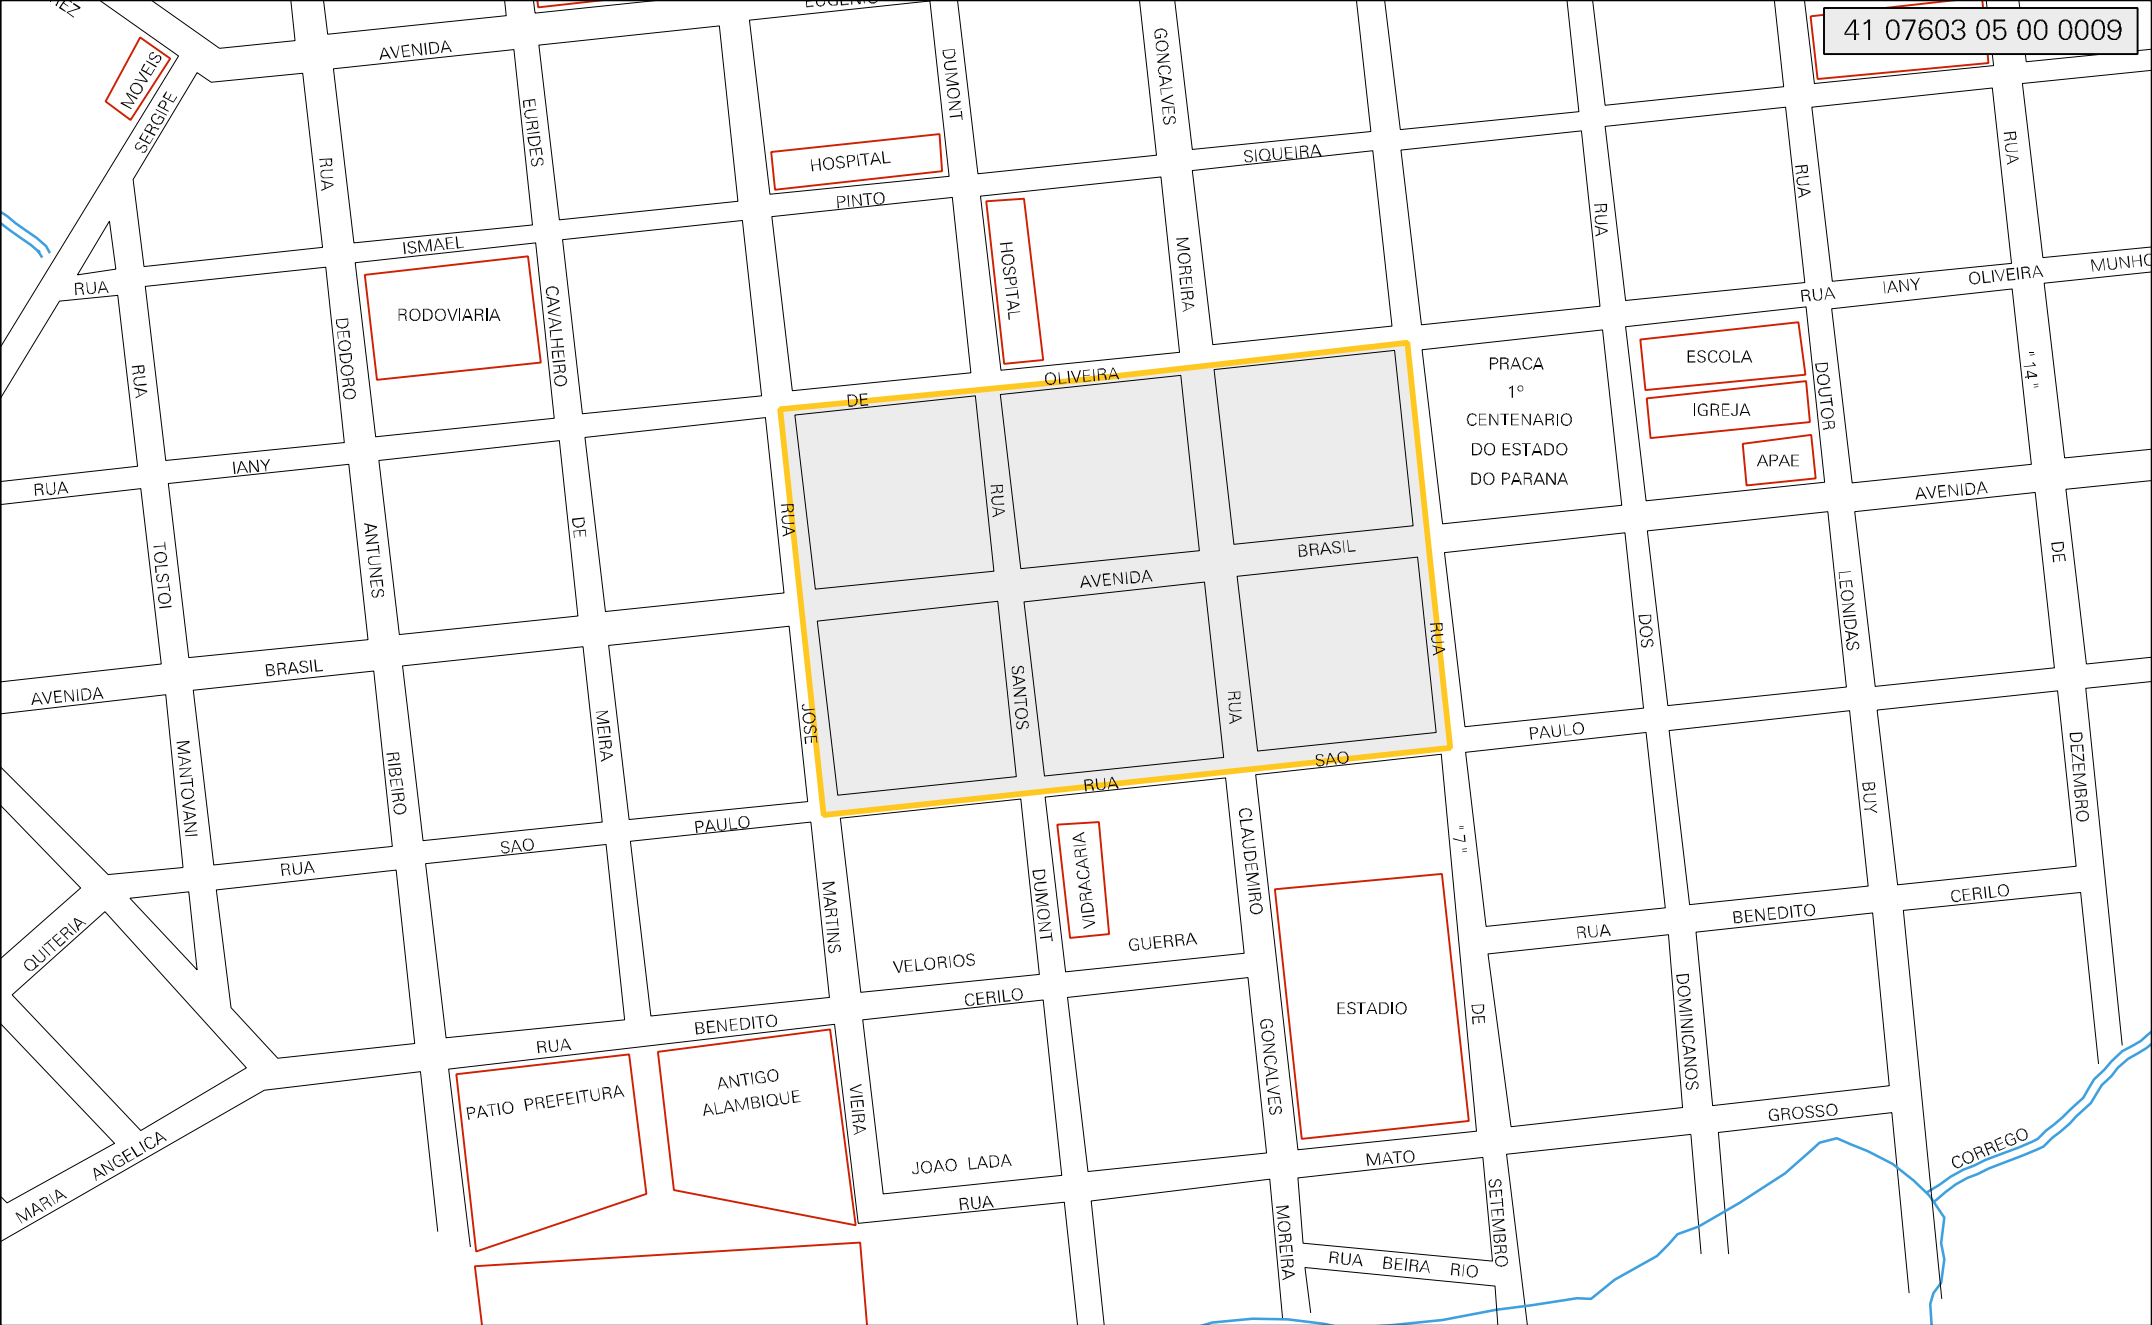 EZ
EUGENIO
41 07603 05 00 0009
AVENIDA
MOVEIS
SERGIPE
RUA
EURIDES
DUMONT
GONCALVES
HOSPITAL
SIQUEIRA
RUA
RUA
PINTO
RUA
ISMAEL
HOSPITAL
MOREIRA
RUA
RODOVIARIA
CAVALHEIRO
RUA
IANY
OLIVEIRA
MUNHO
DEODORO
RUA
OLIVEIRA
DE
PRACA
1º
CENTENARIO
DO ESTADO
DO PARANA
ESCOLA
IGREJA
APAE
DOUTOR
" 14 "
RUA
IANY
RUA
RUA
AVENIDA
TOLSTOI
ANTUNES
DE
BRASIL
AVENIDA
DE
LEONIDAS
DOS
RUA
AVENIDA
BRASIL
MEIRA
JOSE
SANTOS
RUA
PAULO
DEZEMBRO
MANTOVANI
RIBEIRO
RUA
SAO
BUY
RUA
SAO
PAULO
CLAUDEMIRO
" 7 "
VIDRACARIA
DUMONT
MARTINS
QUITERIA
VELORIOS
GUERRA
RUA
BENEDITO
CERILO
RUA
BENEDITO
CERILO
ESTADIO
DE
DOMINICANOS
PATIO PREFEITURA
ANTIGO
ALAMBIQUE
VIEIRA
GONCALVES
JOAO LADA
RUA
MATO
GROSSO
CORREGO
MARIA
ANGELICA
MOREIRA
SETEMBRO
RUA BEIRA RIO